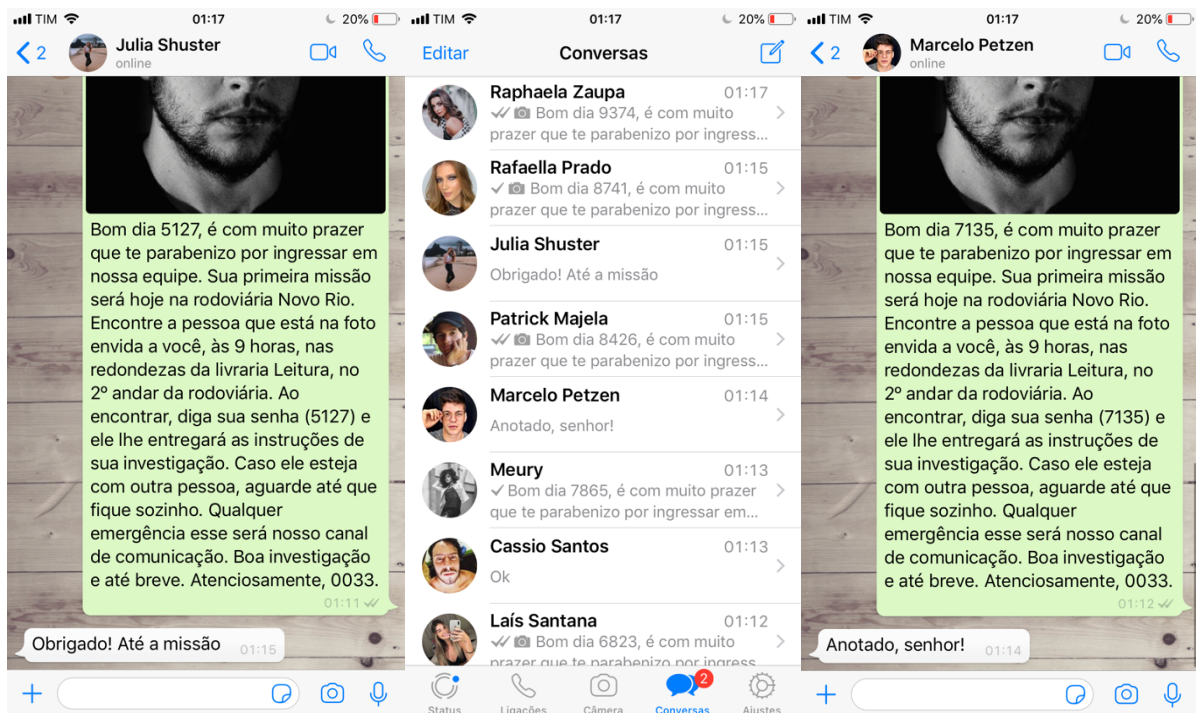 TIM 01:17 20%
2 Julia Shuster
online
Bom dia 5127, é com muito prazer
que te parabenizo por ingressar em
nossa equipe. Sua primeira missão
será hoje na rodoviária Novo Rio.
Encontre a pessoa que está na foto
envida a você, às 9 horas, nas
redondezas da livraria Leitura, no
2º andar da rodoviária. Ao
encontrar, diga sua senha (5127) e
ele lhe entregará as instruções de
sua investigação. Caso ele esteja
com outra pessoa, aguarde até que
fique sozinho. Qualquer
emergência esse será nosso canal
de comunicação. Boa investigação
e até breve. Atenciosamente, 0033.
01:11
Obrigado! Até a missão 01:15
TIM 01:17 20%
Editar Conversas
Raphaela Zaupa 01:17
Bom dia 9374, é com muito
prazer que te parabenizo por ingress...
Rafaella Prado 01:15
Bom dia 8741, é com muito
prazer que te parabenizo por ingress...
Julia Shuster 01:15
Obrigado! Até a missão
Patrick Majela 01:15
Bom dia 8426, é com muito
prazer que te parabenizo por ingress...
Marcelo Petzen 01:14
Anotado, senhor!
Meury 01:13
Bom dia 7865, é com muito prazer
que te parabenizo por ingressar em...
Cassio Santos 01:13
Ok
Laís Santana 01:12
Bom dia 6823, é com muito
prazer que te parabenizo por ingress...
2
Status Ligações Câmera Conversas Ajustes
TIM 01:17 20%
2 Marcelo Petzen
online
Bom dia 7135, é com muito prazer
que te parabenizo por ingressar em
nossa equipe. Sua primeira missão
será hoje na rodoviária Novo Rio.
Encontre a pessoa que está na foto
envida a você, às 9 horas, nas
redondezas da livraria Leitura, no
2º andar da rodoviária. Ao
encontrar, diga sua senha (7135) e
ele lhe entregará as instruções de
sua investigação. Caso ele esteja
com outra pessoa, aguarde até que
fique sozinho. Qualquer
emergência esse será nosso canal
de comunicação. Boa investigação
e até breve. Atenciosamente, 0033.
01:12
Anotado, senhor! 01:14